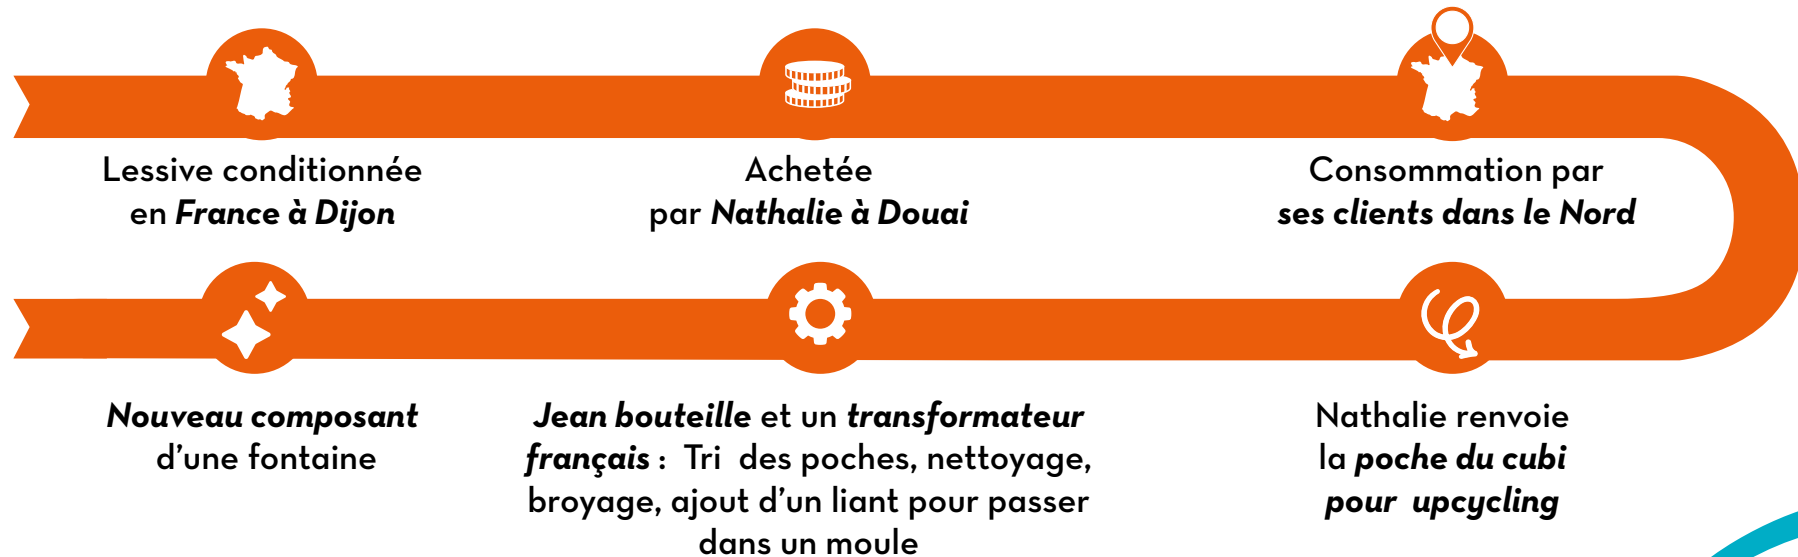 Lessive conditionnée
en France à Dijon
Achetée
par Nathalie à Douai
Consommation par
ses clients dans le Nord
Nouveau composant
d’une fontaine
Jean bouteille et un transformateur
français : Tri des poches, nettoyage,
broyage, ajout d’un liant pour passer
dans un moule
Nathalie renvoie
la poche du cubi
pour upcycling